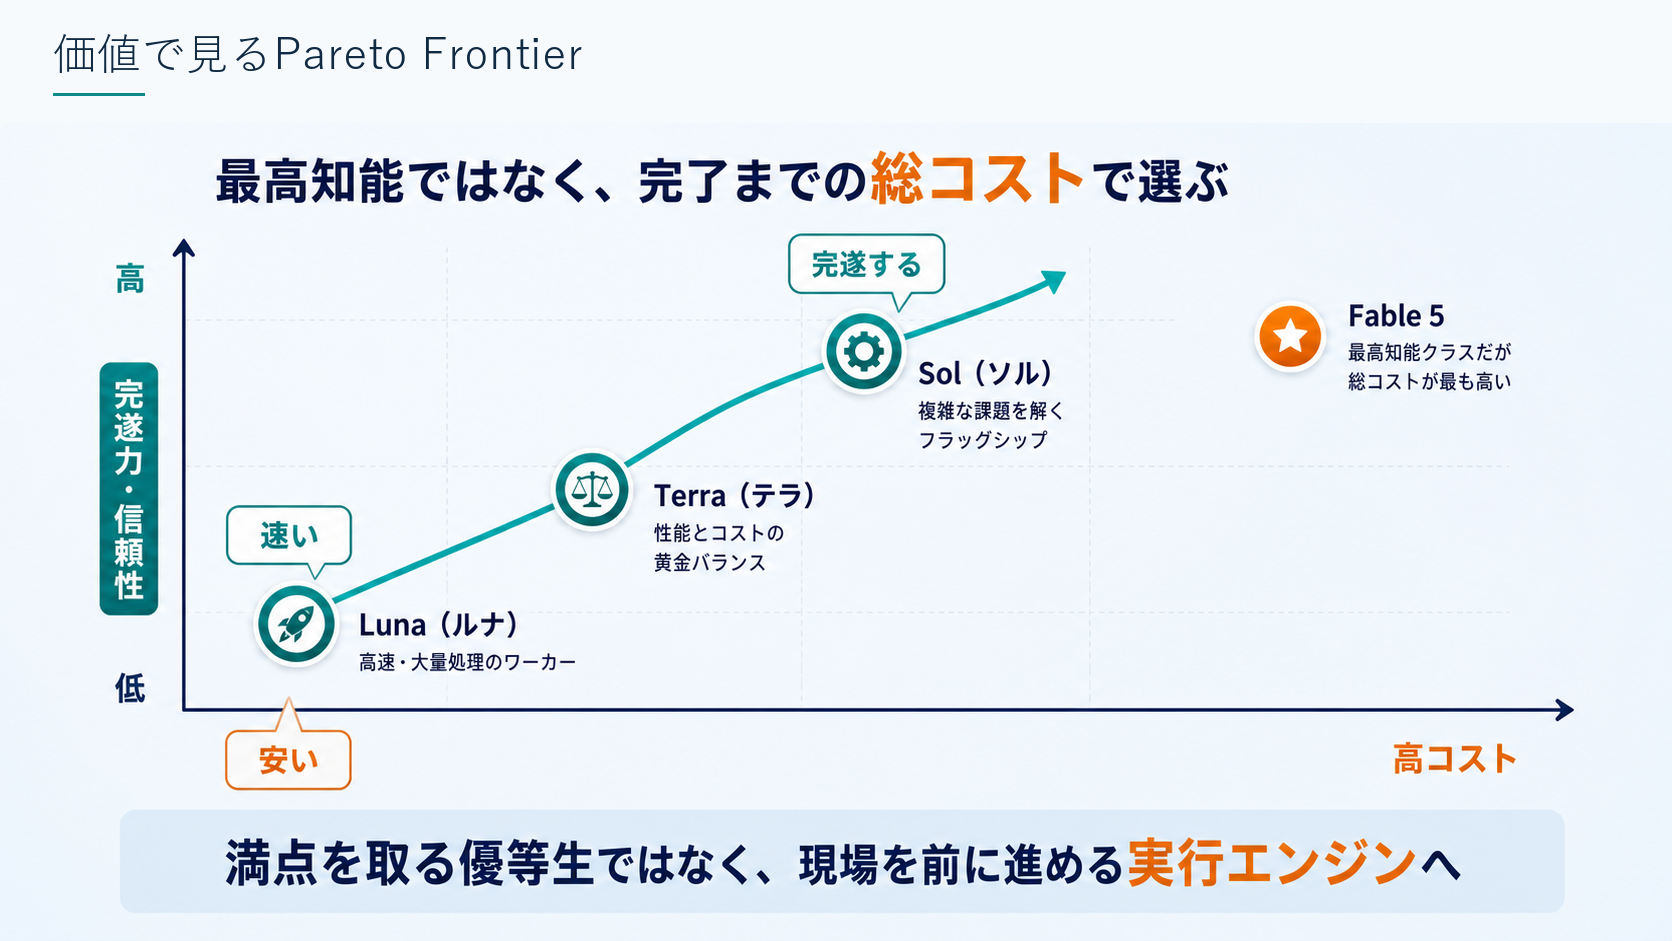 価値で見るPareto Frontier
最高知能ではなく、完了までの総コストで選ぶ
高
完遂力・信頼性
低
完遂する
速い
安い
Luna（ルナ）
高速・大量処理のワーカー
Terra（テラ）
性能とコストの
黄金バランス
Sol（ソル）
複雑な課題を解く
フラッグシップ
Fable 5
最高知能クラスだが
総コストが最も高い
高コスト
満点を取る優等生ではなく、現場を前に進める実行エンジンへ